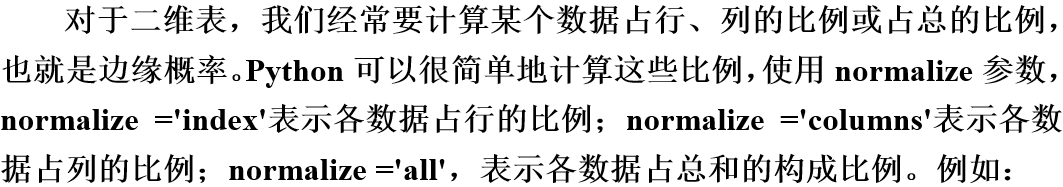 对于二维表，我们经常要计算某个数据占行、列的比例或占总的比例，
也就是边缘概率。Python 可以很简单地计算这些比例，使用 normalize 参数，
normalize ='index'表示各数据占行的比例；normalize ='columns'表示各数
据占列的比例；normalize ='all'，表示各数据占总和的构成比例。例如：